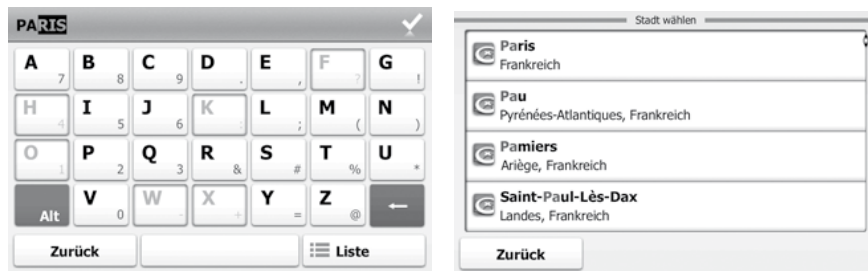 PARIS
A 7 B 8 C 9 D . E , F ? G !
H 4 I 5 J 6 K : L ; M ( N )
O 1 P 2 Q 3 R & S # T % U *
Alt V 0 W - X + Y = Z @ ←
Zurück Liste
Stadt wählen
Paris
Frankreich
Pau
Pyrénées-Atlantiques, Frankreich
Pamiers
Ariège, Frankreich
Saint-Paul-Lès-Dax
Landes, Frankreich
Zurück